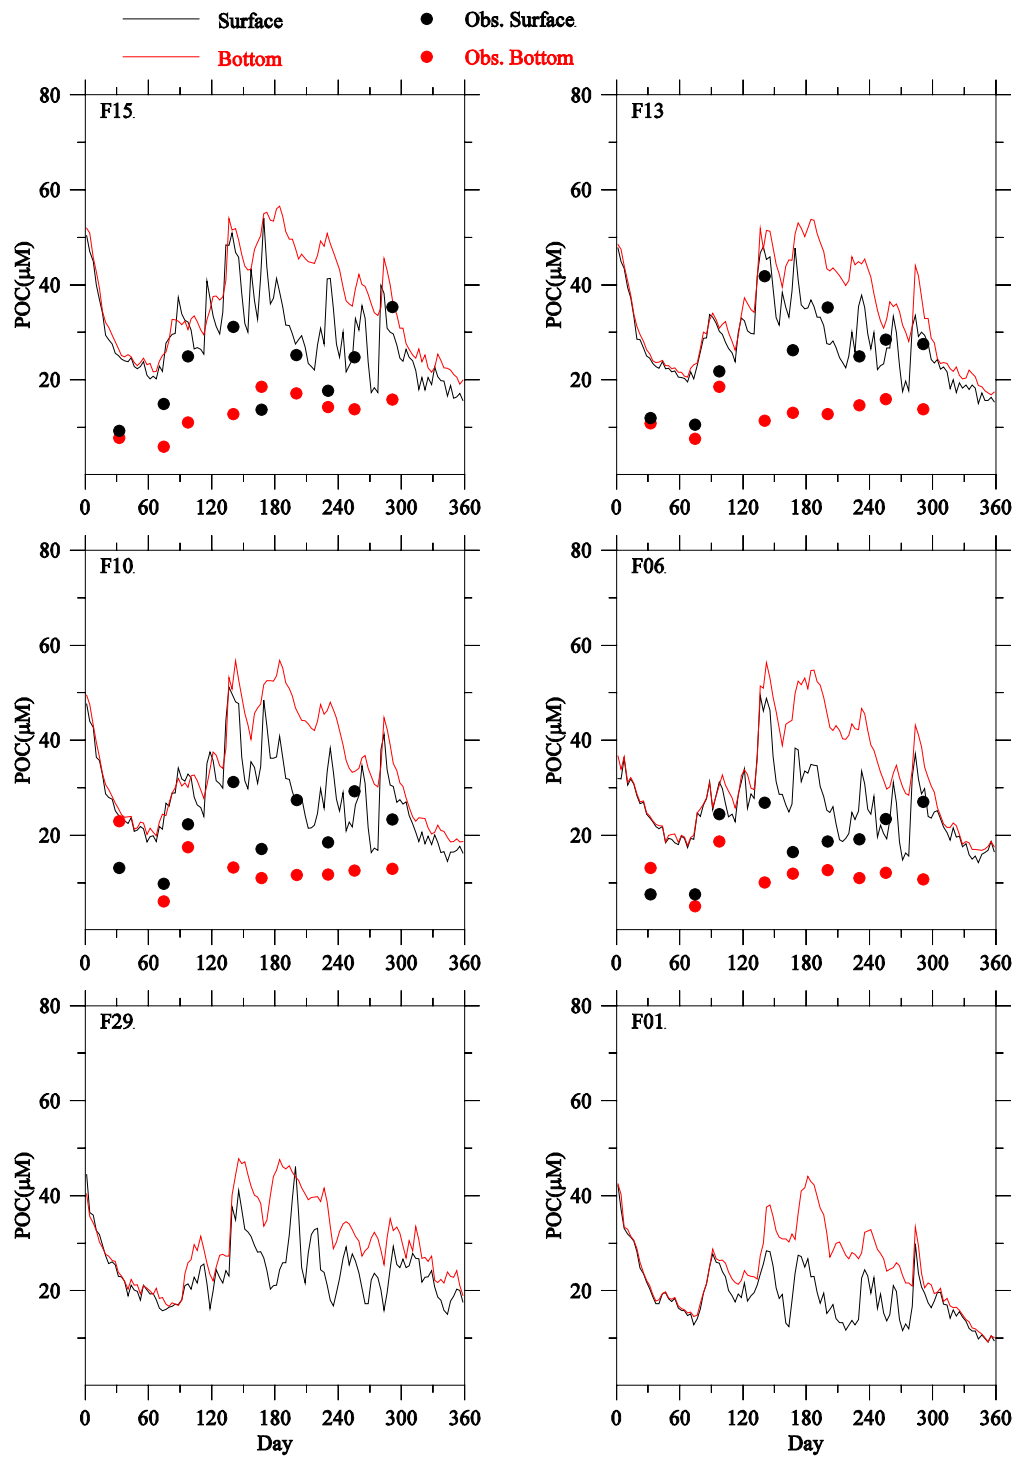 Surface Obs. Surface.
Bottom Obs. Bottom
F15. F13
80 80
60 60
40 40
20 20
POC(μM) POC(μM)
0 60 120 180 240 300 360 0 60 120 180 240 300 360
F10. F06.
80 80
60 60
40 40
20 20
POC(μM) POC(μM)
0 60 120 180 240 300 360 0 60 120 180 240 300 360
F29. F01.
80 80
60 60
40 40
20 20
POC(μM) POC(μM)
0 60 120 180 240 300 360 0 60 120 180 240 300 360
Day Day